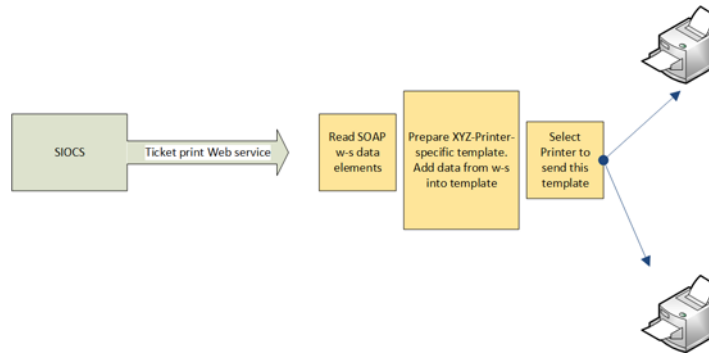 SIOCS
Ticket print Web service
Read SOAP
w-s data
elements
Prepare XYZ-Printer-
specific template.
Add data from w-s
into template
Select
Printer to
send this
template